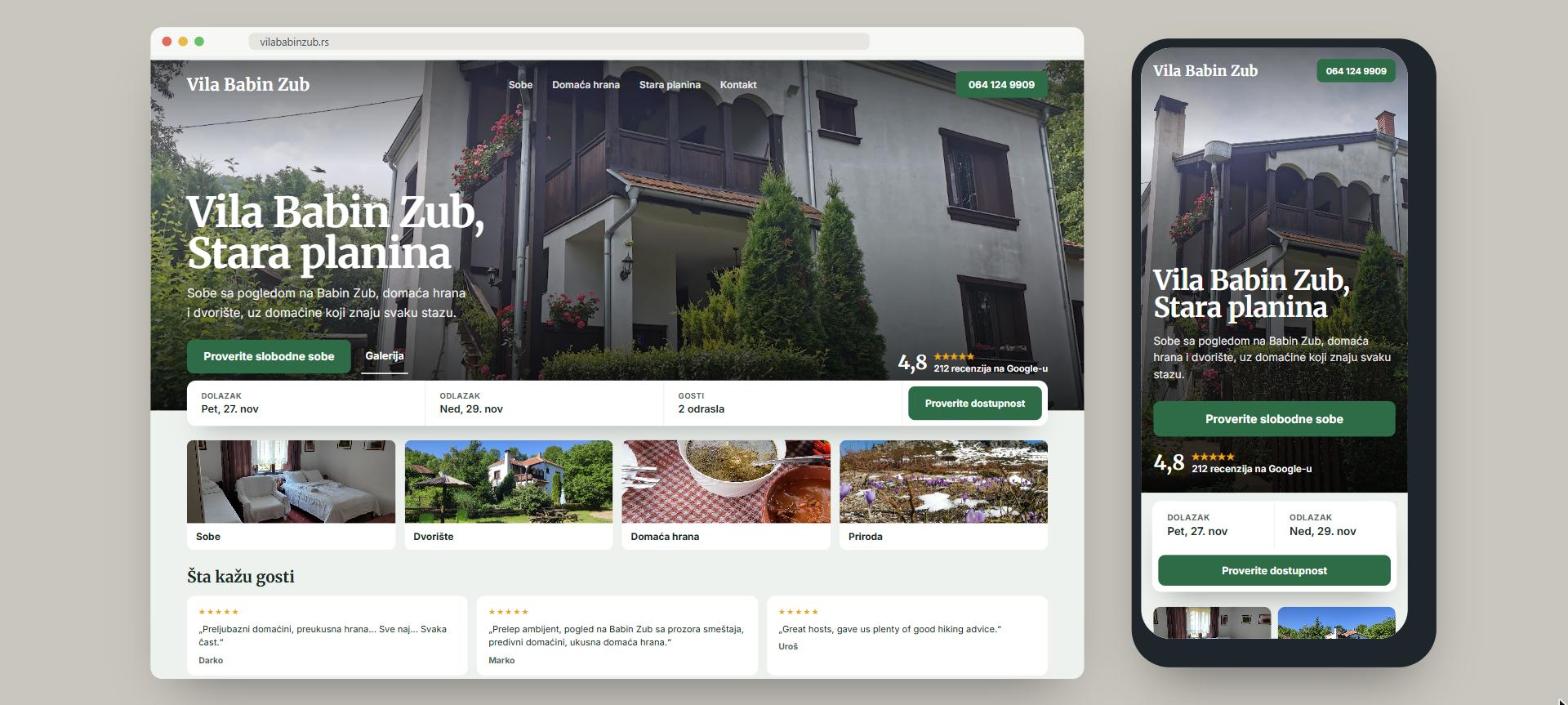 vilababinzub.rs
Vila Babin Zub
Sobe
Domaća hrana
Stara planina
Kontakt
064 124 9909
Vila Babin Zub,
Stara planina
Sobe sa pogledom na Babin Zub, domaća hrana
i dvorište, uz domaćine koji znaju svaku stazu.
Proverite slobodne sobe
Galerija
4,8
★★★★★
212 recenzija na Google-u
DOLAZAK
Pet, 27. nov
ODLAZAK
Ned, 29. nov
GOSTI
2 odrasla
Proverite dostupnost
Sobe
Dvorište
Domaća hrana
Priroda
Šta kažu gosti
★★★★★
„Preljubazni domaćini, preukusna hrana... Sve naj... Svaka
čast.“
Darko
★★★★★
„Prelep ambijent, pogled na Babin Zub sa prozora smeštaja,
predivni domaćini, ukusna domaća hrana.“
Marko
★★★★★
„Great hosts, gave us plenty of good hiking advice.“
Uroš
Vila Babin Zub
064 124 9909
Vila Babin Zub,
Stara planina
Sobe sa pogledom na Babin Zub, domaća
hrana i dvorište, uz domaćine koji znaju svaku
stazu.
Proverite slobodne sobe
4,8
★★★★★
212 recenzija na Google-u
DOLAZAK
Pet, 27. nov
ODLAZAK
Ned, 29. nov
Proverite dostupnost